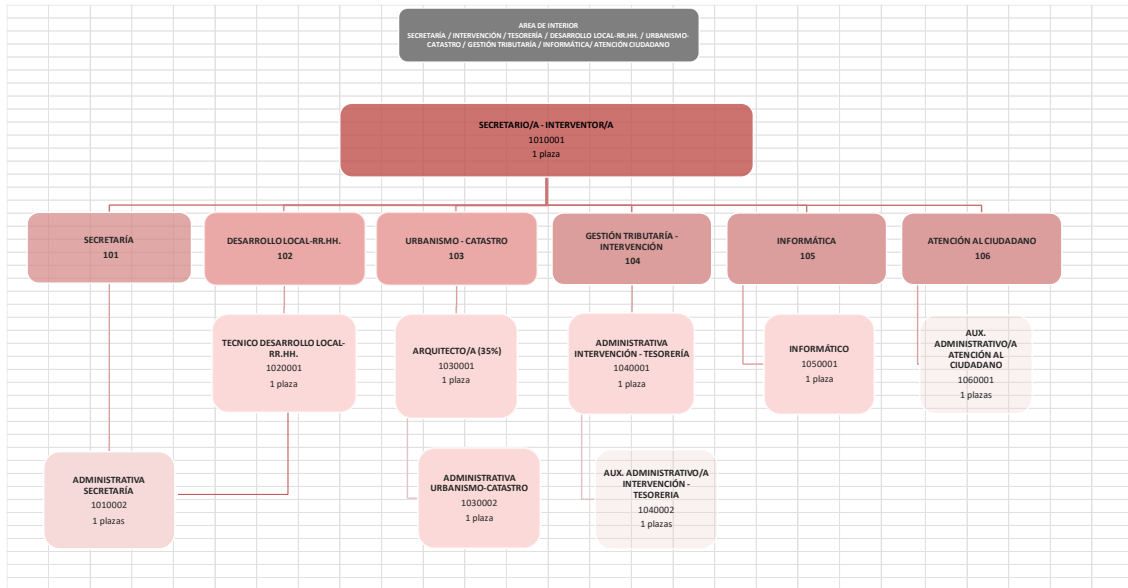 AREA DE INTERIOR
SECRETARÍA / INTERVENCIÓN / TESORERÍA / DESARROLLO LOCAL-RR.HH. / URBANISMO-
CATASTRO / GESTIÓN TRIBUTARÍA / INFORMÁTICA/ ATENCIÓN CIUDADANO
SECRETARIO/A - INTERVENTOR/A
1010001
1 plaza
SECRETARÍA
101
DESARROLLO LOCAL-RR.HH.
102
URBANISMO - CATASTRO
103
GESTIÓN TRIBUTARÍA -
INTERVENCIÓN
104
INFORMÁTICA
105
ATENCIÓN AL CIUDADANO
106
TECNICO DESARROLLO LOCAL-
RR.HH.
1020001
1 plaza
ARQUITECTO/A (35%)
1030001
1 plaza
ADMINISTRATIVA
INTERVENCIÓN - TESORERÍA
1040001
1 plaza
INFORMÁTICO
1050001
1 plaza
AUX.
ADMINISTRATIVO/A
ATENCIÓN AL
CIUDADANO
1060001
1 plazas
ADMINISTRATIVA
SECRETARÍA
1010002
1 plazas
ADMINISTRATIVA
URBANISMO-CATASTRO
1030002
1 plaza
AUX. ADMINISTRATIVO/A
INTERVENCIÓN -
TESORERIA
1040002
1 plazas